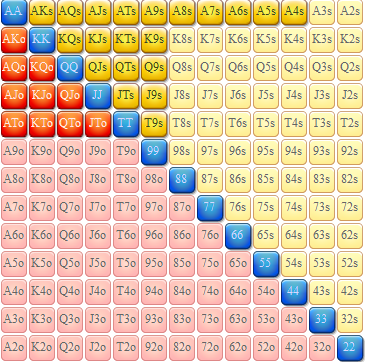 AA AKs AQs AJs ATs A9s A8s A7s A6s A5s A4s A3s A2s
AKo KK KQs KJs KTs K9s K8s K7s K6s K5s K4s K3s K2s
AQo KQo QQ QJs QTs Q9s Q8s Q7s Q6s Q5s Q4s Q3s Q2s
AJo KJo QJo JJ JTs J9s J8s J7s J6s J5s J4s J3s J2s
ATo KTo QTo JTo TT T9s T8s T7s T6s T5s T4s T3s T2s
A9o K9o Q9o J9o T9o 99 98s 97s 96s 95s 94s 93s 92s
A8o K8o Q8o J8o T8o 98o 88 87s 86s 85s 84s 83s 82s
A7o K7o Q7o J7o T7o 97o 87o 77 76s 75s 74s 73s 72s
A6o K6o Q6o J6o T6o 96o 86o 76o 66 65s 64s 63s 62s
A5o K5o Q5o J5o T5o 95o 85o 75o 65o 55 54s 53s 52s
A4o K4o Q4o J4o T4o 94o 84o 74o 64o 54o 44 43s 42s
A3o K3o Q3o J3o T3o 93o 83o 73o 63o 53o 43o 33 32s
A2o K2o Q2o J2o T2o 92o 82o 72o 62o 52o 42o 32o 22